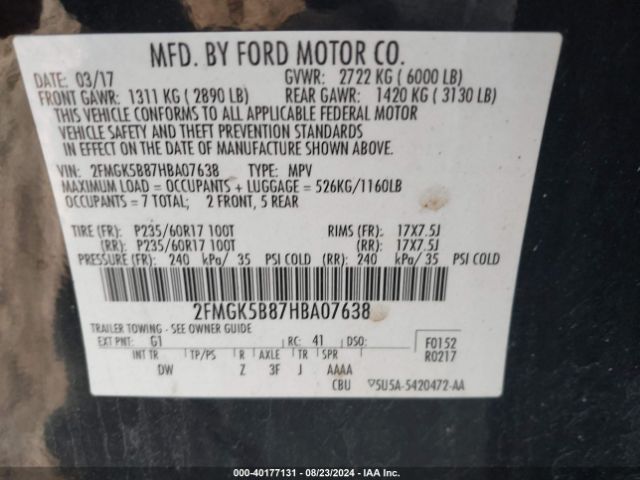 MFD. BY FORD MOTOR CO.
DATE: 03/17 GVWR: 2722 KG ( 6000 LB)
FRONT GAWR: 1311 KG ( 2890 LB) REAR GAWR: 1420 KG ( 3130 LB)
THIS VEHICLE CONFORMS TO ALL APPLICABLE FEDERAL MOTOR
VEHICLE SAFETY AND THEFT PREVENTION STANDARDS
IN EFFECT ON THE DATE OF MANUFACTURE SHOWN ABOVE.
VIN: 2FMGK5B87HBA07638 TYPE: MPV
MAXIMUM LOAD = OCCUPANTS + LUGGAGE = 526KG/1160LB
OCCUPANTS = 7 TOTAL; 2 FRONT, 5 REAR
TIRE (FR): P235/60R17 100T RIMS (FR): 17X7.5J
(RR): P235/60R17 100T (RR): 17X7.5J
PRESSURE (FR): 240 kPa/ 35 PSI COLD (RR): 240 kPa/ 35 PSI COLD
2FMGK5B87HBA07638
TRAILER TOWING - SEE OWNER GUIDE
EXT PNT: G1 RC: 41 DSO: F0152
INT TR TP/PS R AXLE TR SPR R0217
DW Z 3F J AAAA
CBU 5U5A-5420472-AA
000-40177131 - 08/23/2024 - IAA Inc.